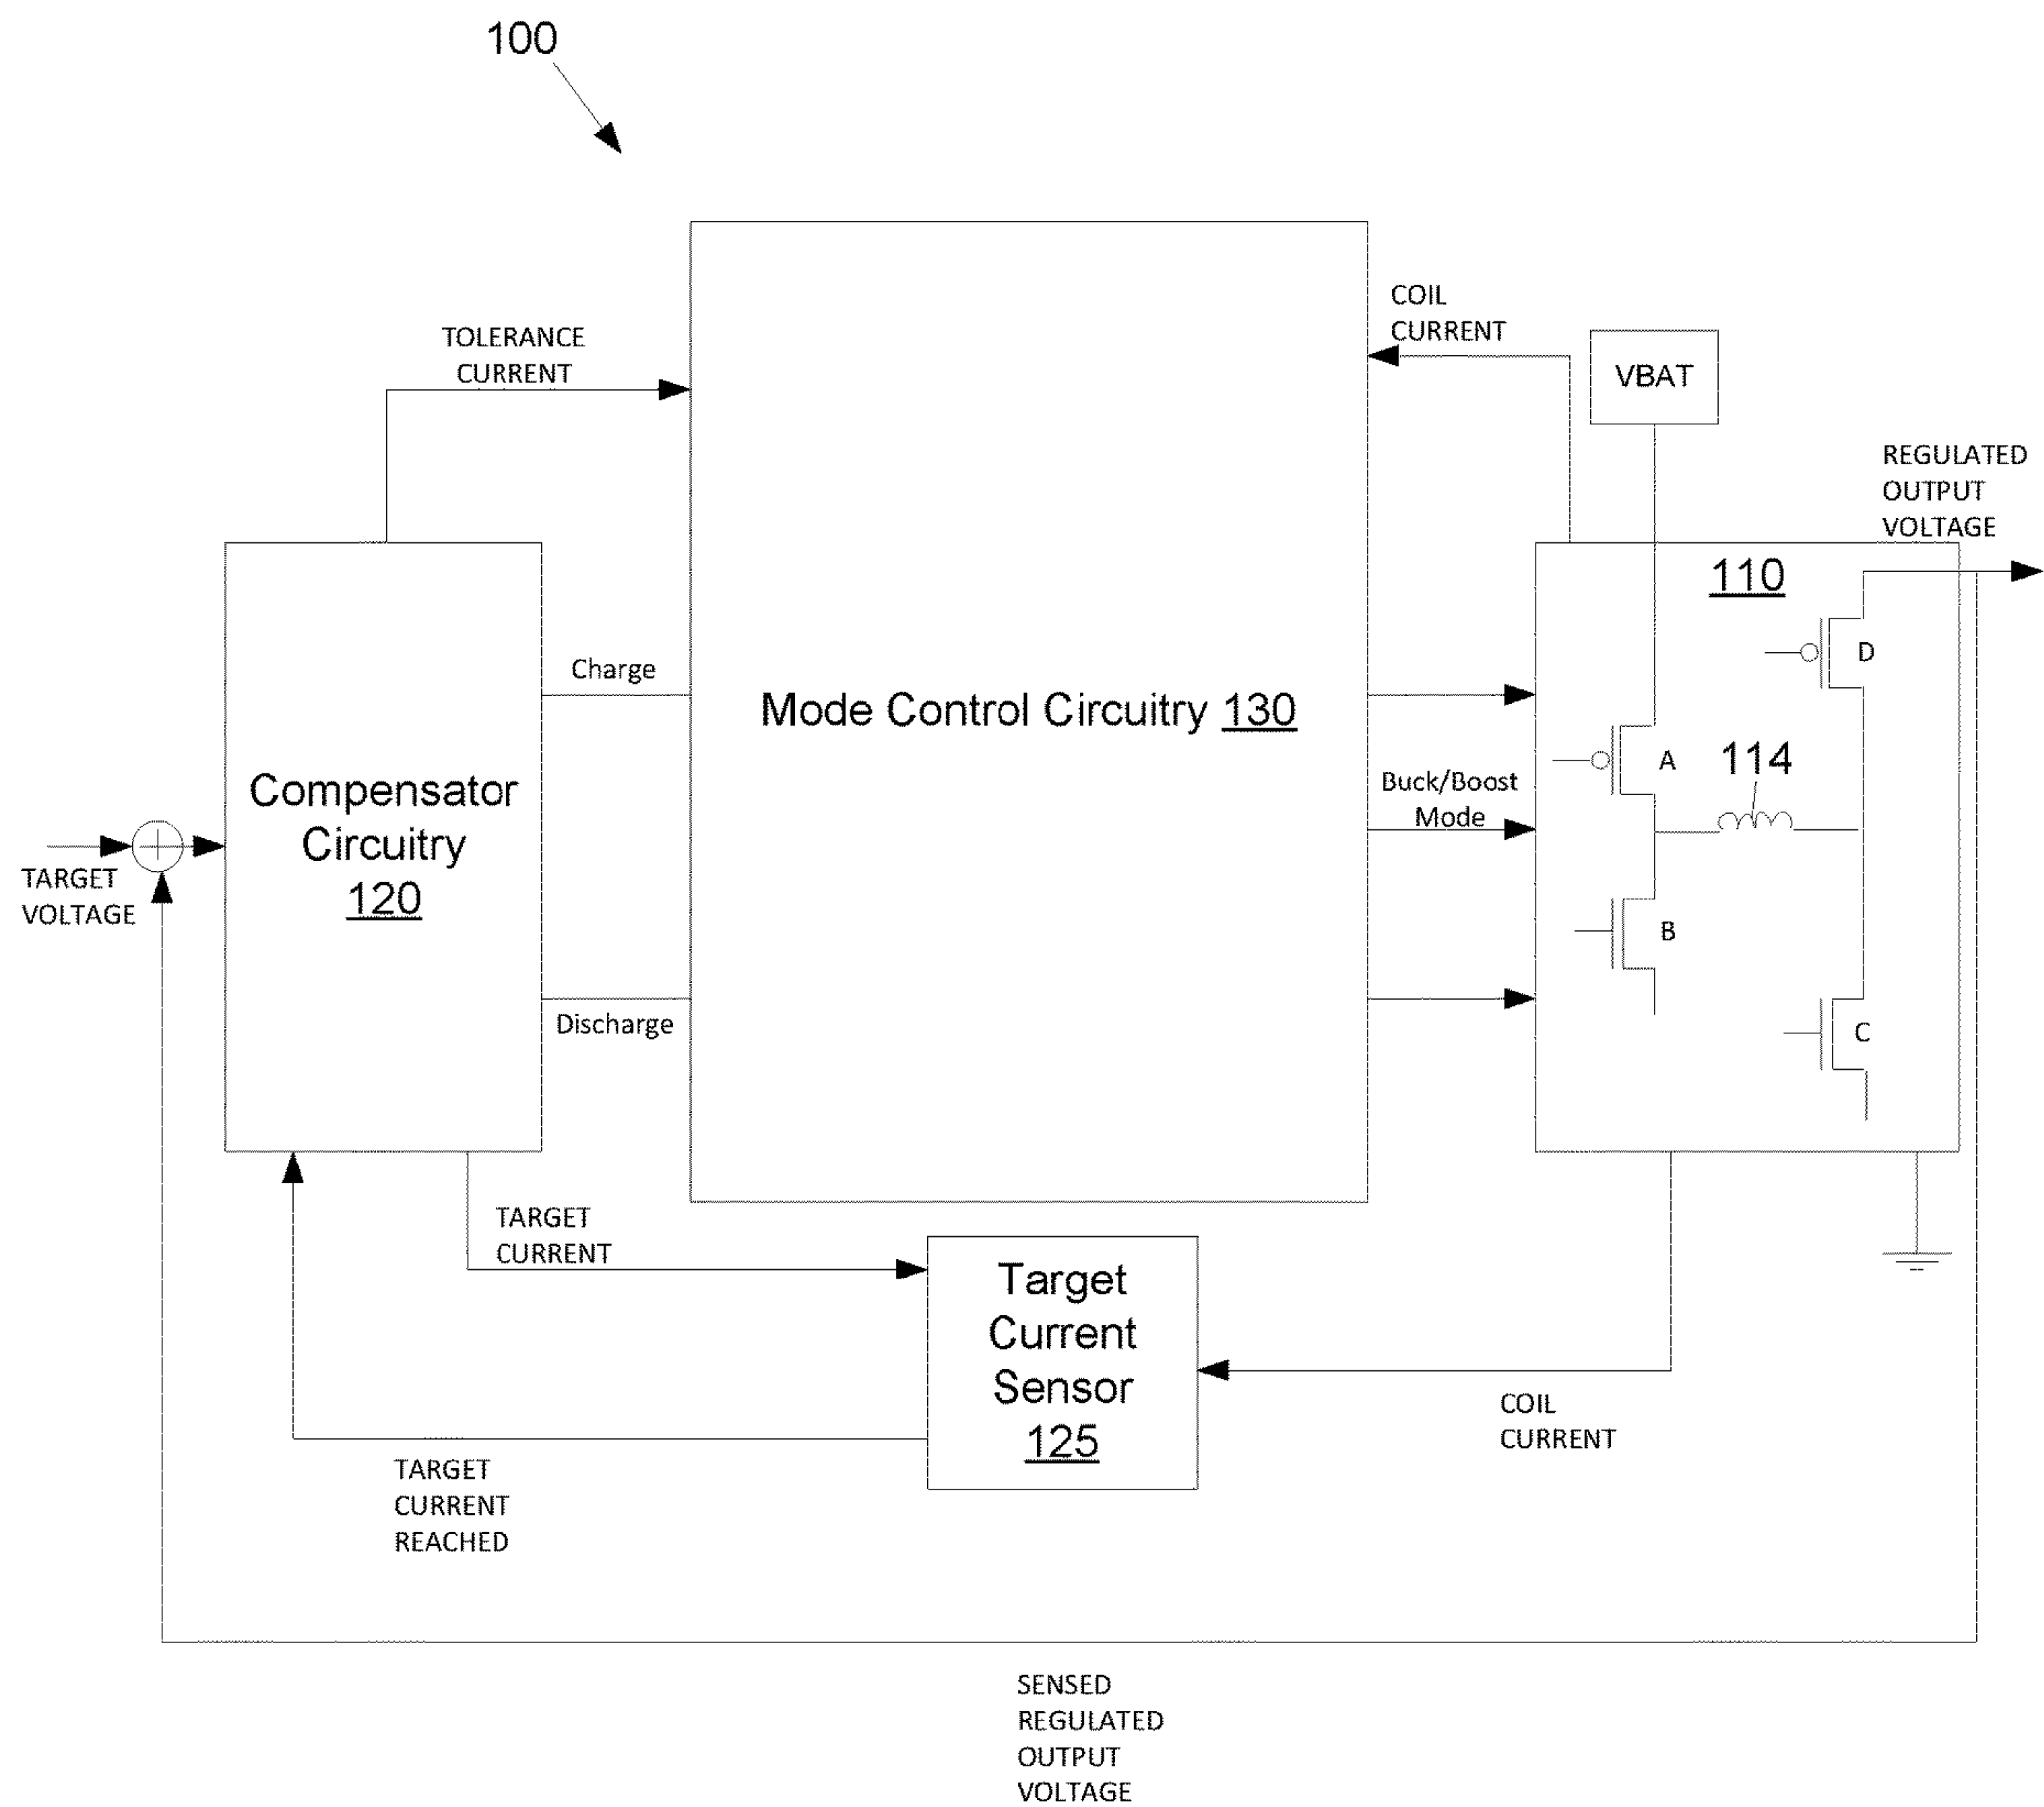 100
COIL
CURRENT
TOLERANCE
CURRENT
VBAT
REGULATED
OUTPUT
VOLTAGE
110
D
Charge
Mode Control Circuitry 130
A
114
Buck/Boost
Mode
Compensator
Circuitry
120
TARGET
VOLTAGE
B
Discharge
C
TARGET
CURRENT
Target
Current
Sensor
125
COIL
CURRENT
TARGET
CURRENT
REACHED
SENSED
REGULATED
OUTPUT
VOLTAGE